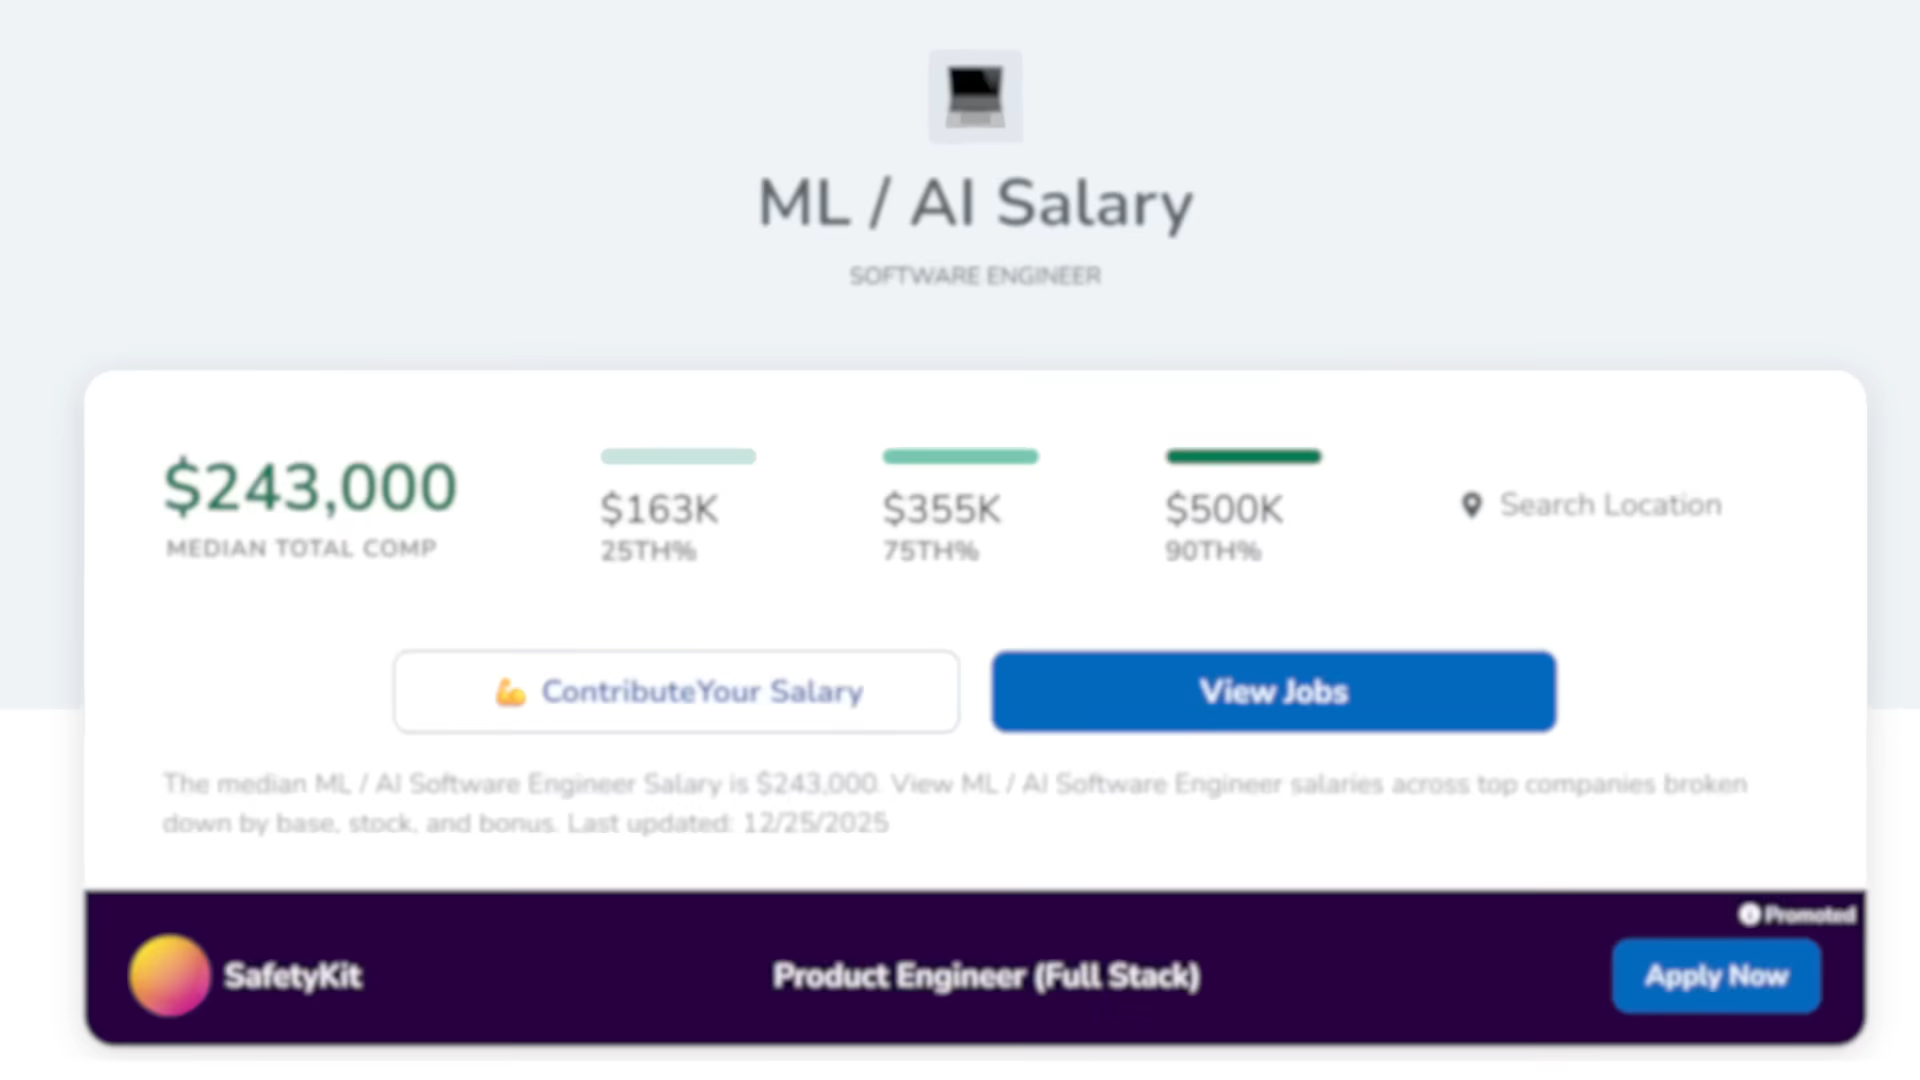 ML / AI Salary
SOFTWARE ENGINEER
$243,000
MEDIAN TOTAL COMP
$163K
25TH%
$355K
75TH%
$500K
90TH%
Search Location
💪 ContributeYour Salary
View Jobs
The median ML / AI Software Engineer Salary is $243,000. View ML / AI Software Engineer salaries across top companies broken
down by base, stock, and bonus. Last updated: 12/25/2025
Promoted
SafetyKit
Product Engineer (Full Stack)
Apply Now